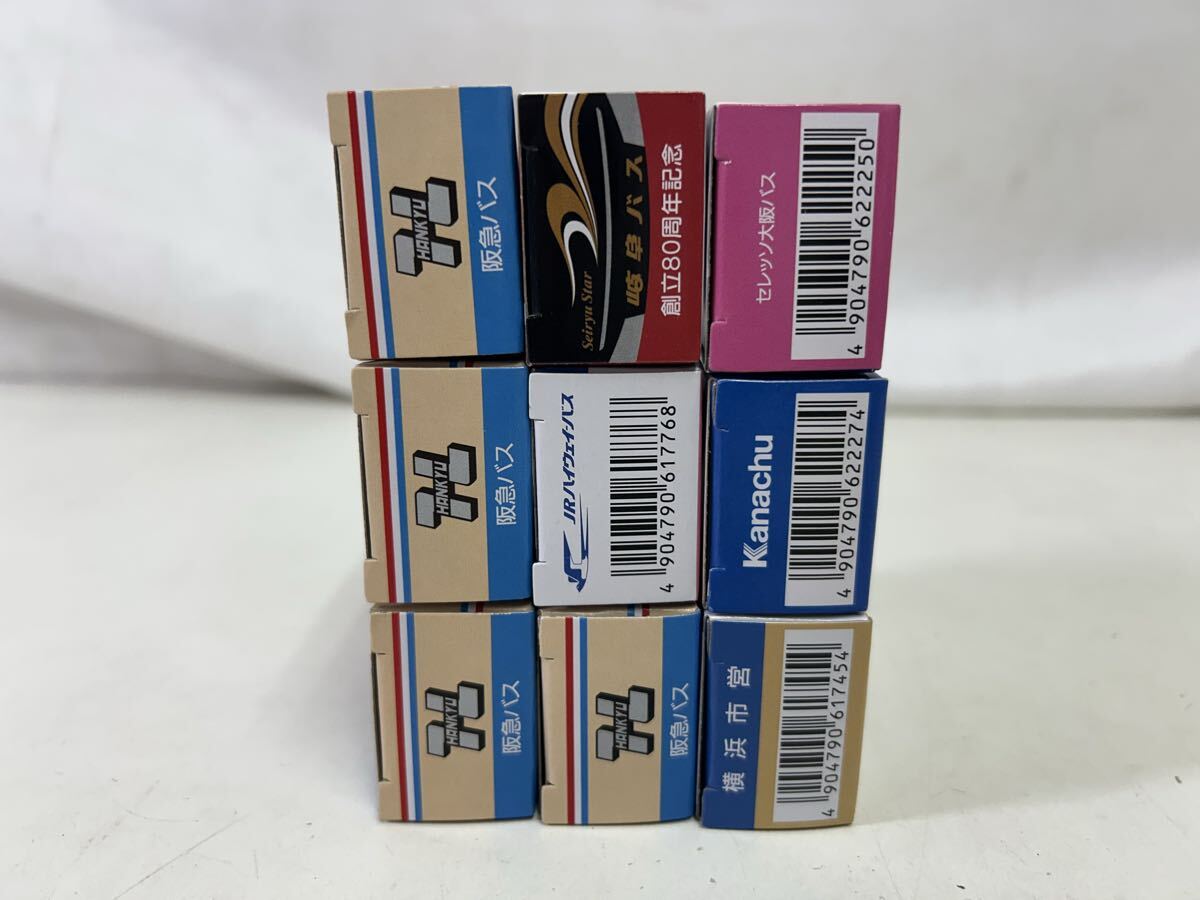 HANKYU
阪急バス
Seiryu Star
岐阜バス
創立80周年記念
セレッソ大阪バス
4 904790 622250
HANKYU
阪急バス
JRハイウェイバス
4 904790 617768
Kanachu
4 904790 622274
HANKYU
阪急バス
HANKYU
阪急バス
横浜市営
4 904790 617454